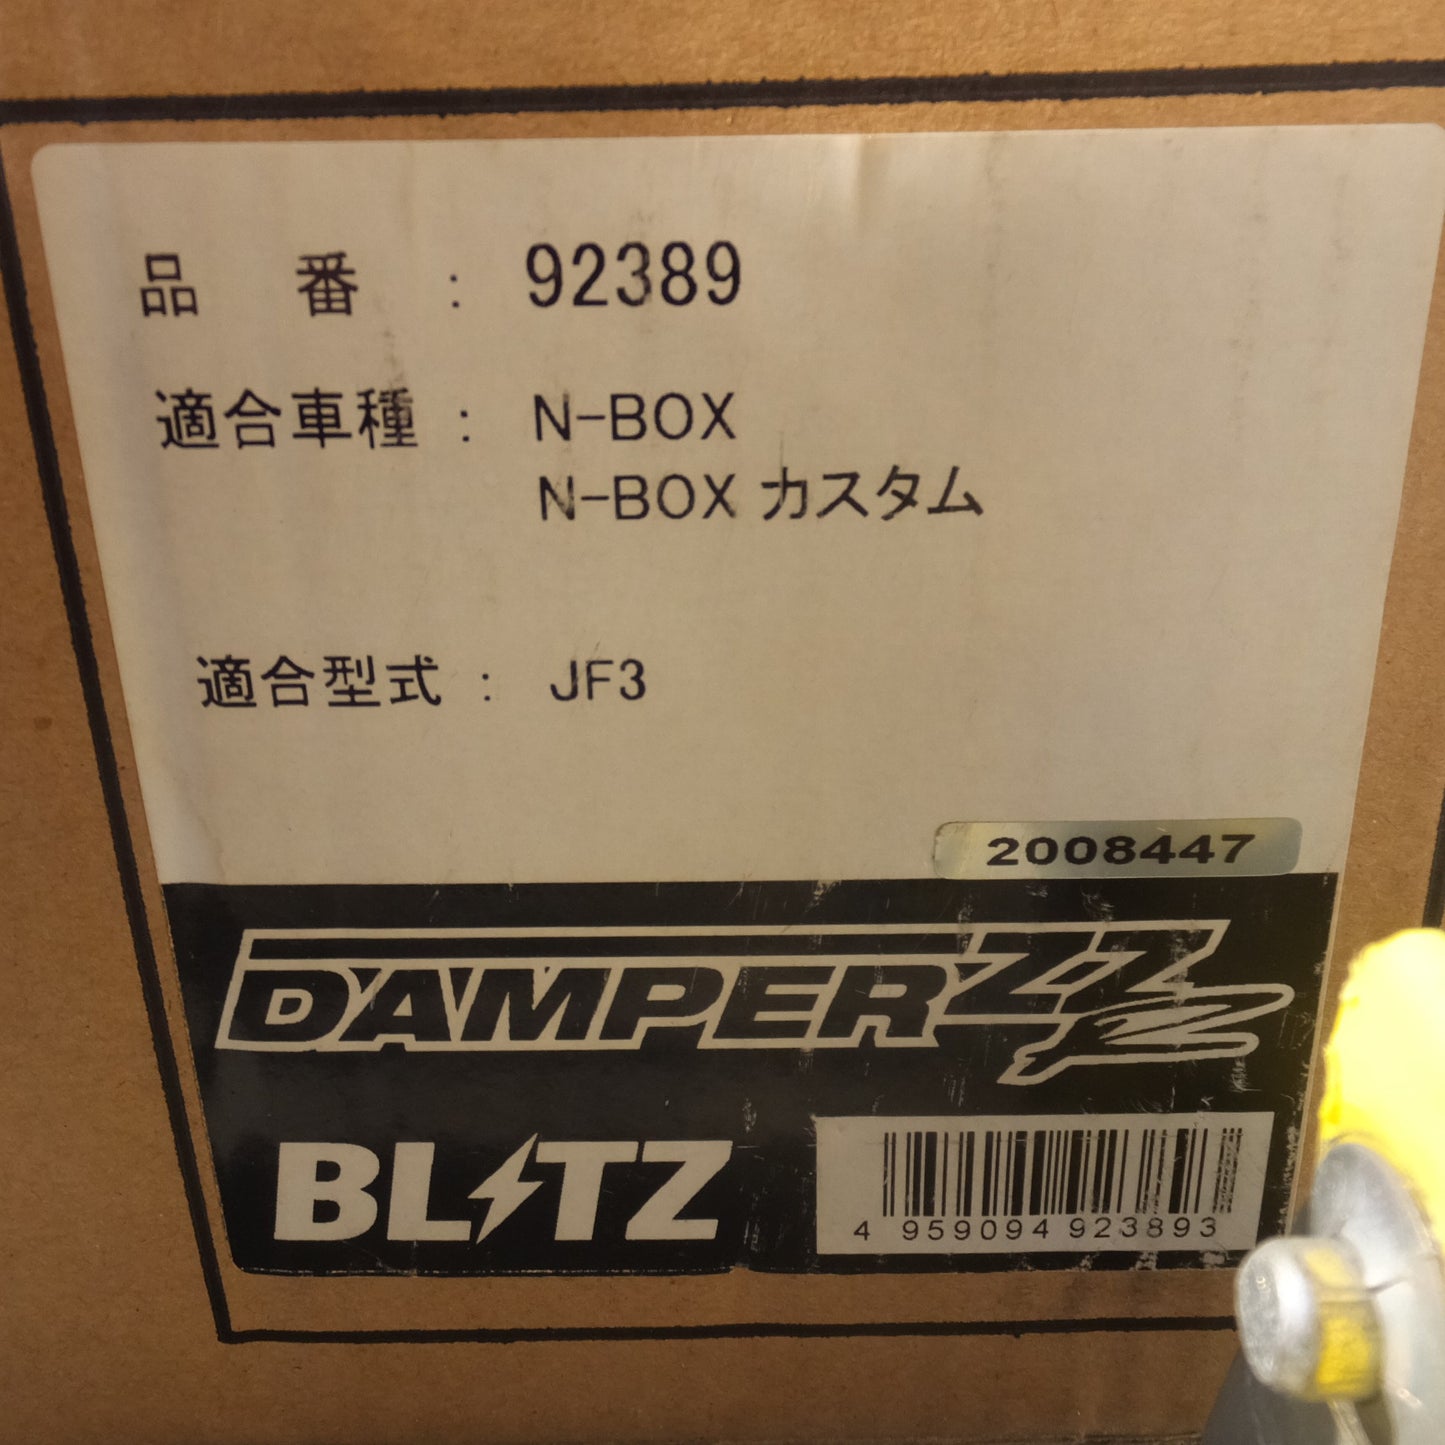 品 番 : 92389
適合車種 : N-BOX
N-BOX カスタム
適合型式 : JF3
2008447
DAMPER ZZ-R
BLITZ
4 959094 923893